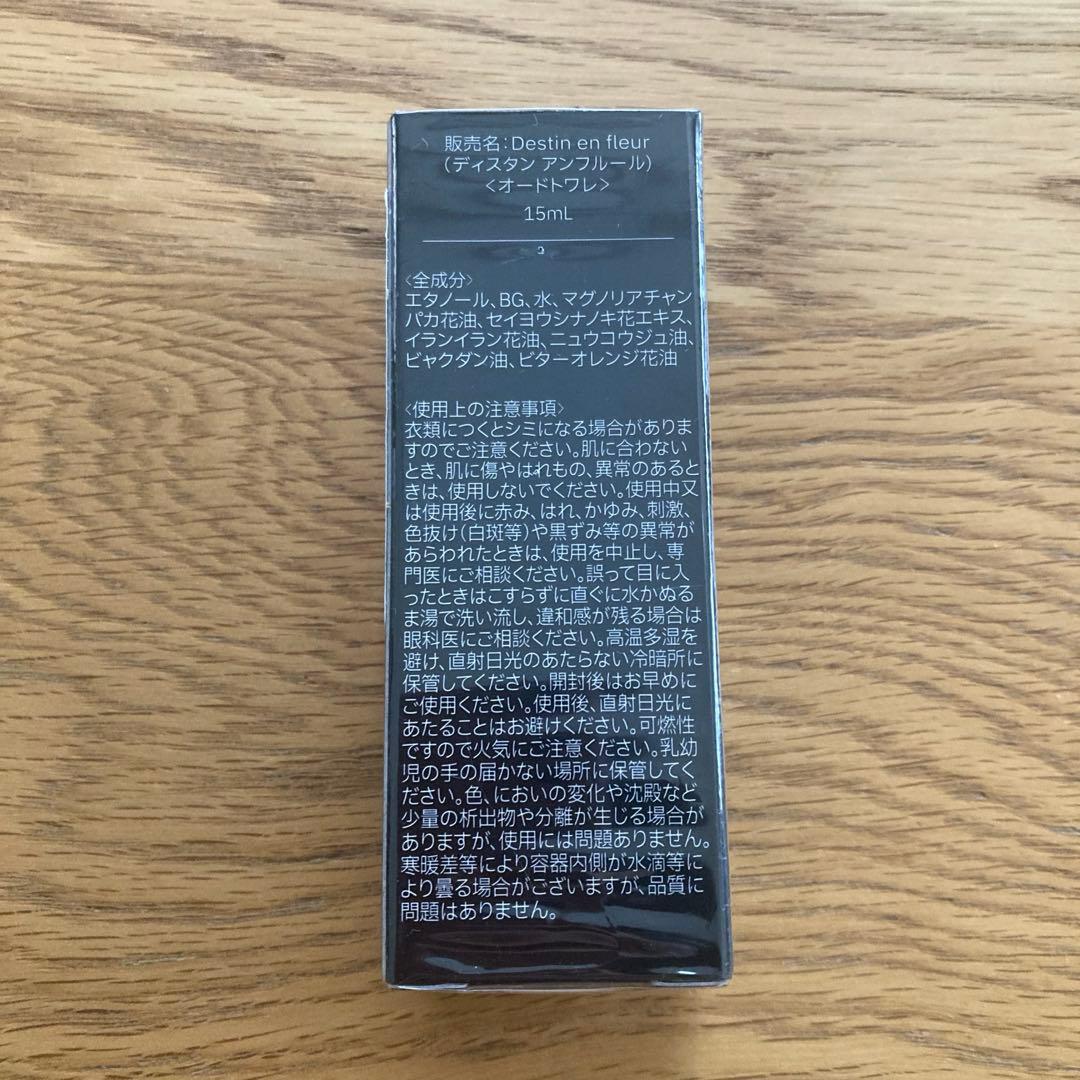 販売名:Destin en fleur
(ディスタン アンフルール)
<オードトワレ>
15mL
<全成分>
エタノール、BG、水、マグノリアチャン
パカ花油、セイヨウシナノキ花エキス、
イランイラン花油、ニュウコウジュ油、
ビャクダン油、ビターオレンジ花油
<使用上の注意事項>
衣類につくとシミになる場合がありま
すのでご注意ください。肌に合わない
とき、肌に傷やはれもの、異常のあると
きは、使用しないでください。使用中又
は使用後に赤み、はれ、かゆみ、刺激、
色抜け(白斑等)や黒ずみ等の異常が
あらわれたときは、使用を中止し、専
門医にご相談ください。誤って目に入
ったときはこすらずに直ぐに水かぬる
ま湯で洗い流し、違和感が残る場合は
眼科医にご相談ください。高温多湿を
避け、直射日光のあたらない冷暗所に
保管してください。開封後はお早めに
ご使用ください。使用後、直射日光に
あたることはお避けください。可燃性
ですので火気にご注意ください。乳幼
児の手の届かない場所に保管してく
ださい。色、においの変化や沈殿など
少量の析出物や分離が生じる場合が
ありますが、使用には問題ありません。
寒暖差等により容器内側が水滴等に
より曇る場合がございますが、品質に
問題はありません。